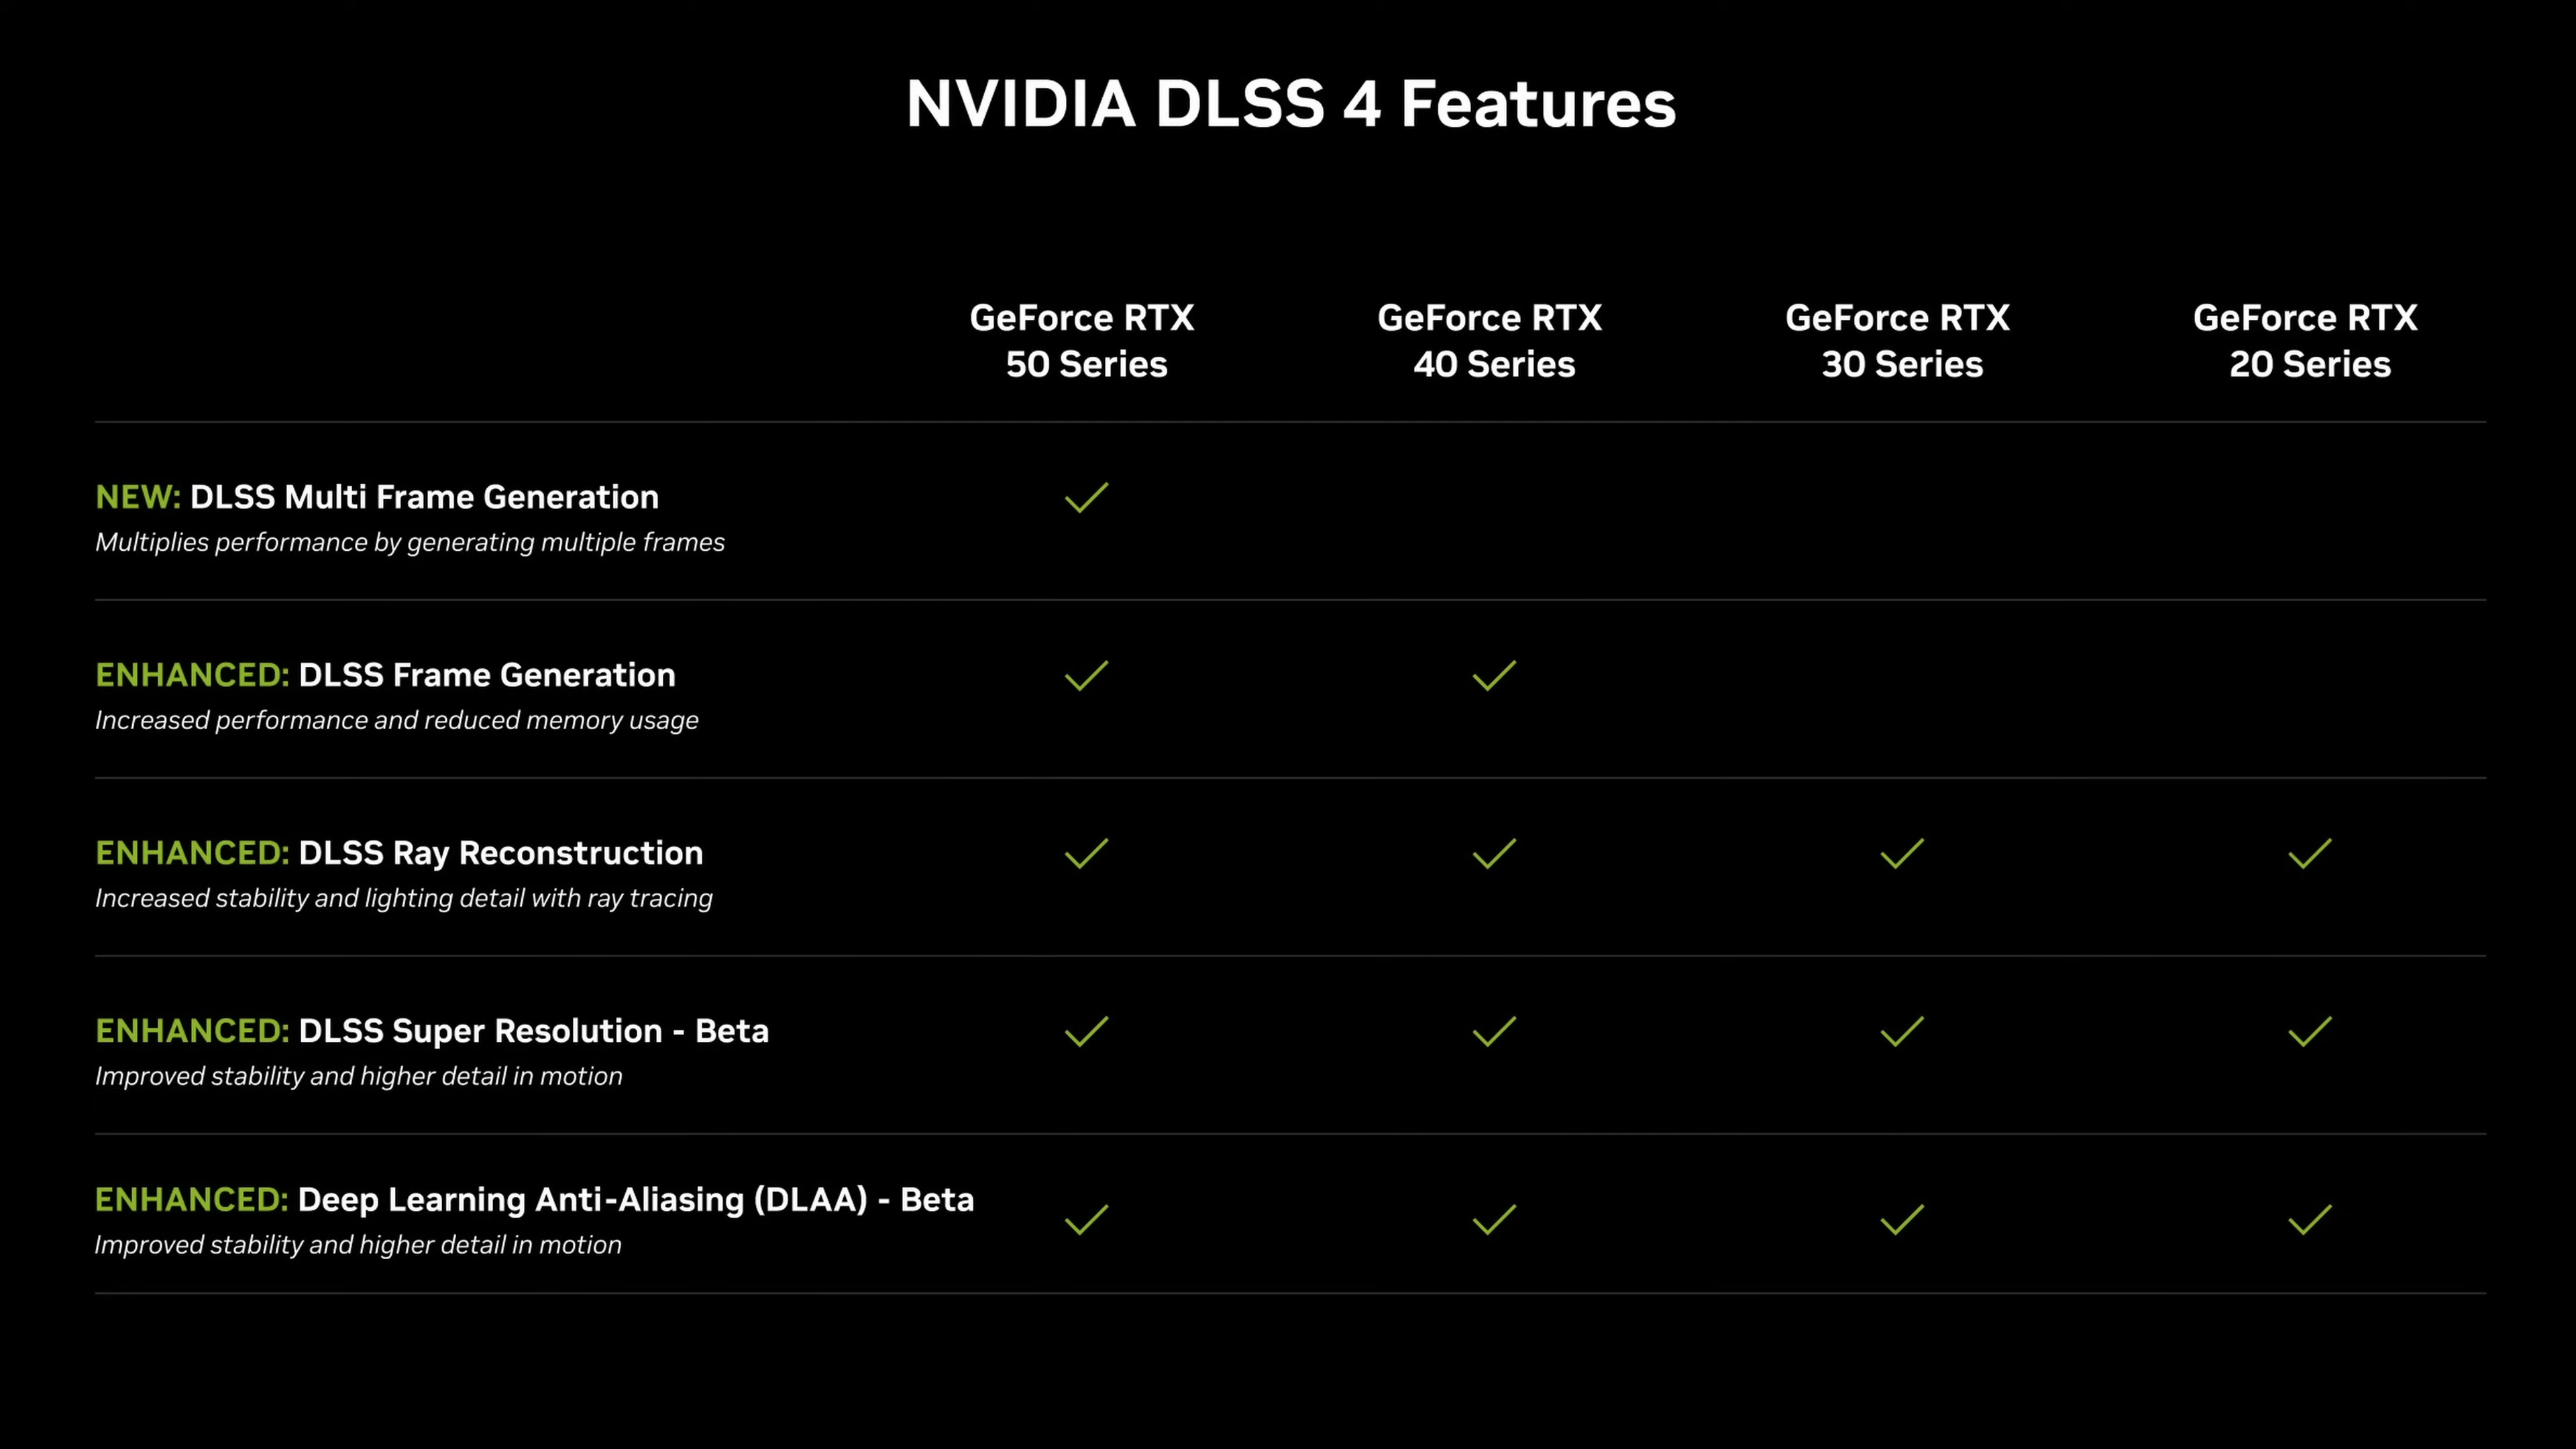 NVIDIA DLSS 4 Features
GeForce RTX
50 Series
GeForce RTX
40 Series
GeForce RTX
30 Series
GeForce RTX
20 Series
NEW: DLSS Multi Frame Generation
Multiplies performance by generating multiple frames
ENHANCED: DLSS Frame Generation
Increased performance and reduced memory usage
ENHANCED: DLSS Ray Reconstruction
Increased stability and lighting detail with ray tracing
ENHANCED: DLSS Super Resolution - Beta
Improved stability and higher detail in motion
ENHANCED: Deep Learning Anti-Aliasing (DLAA) - Beta
Improved stability and higher detail in motion